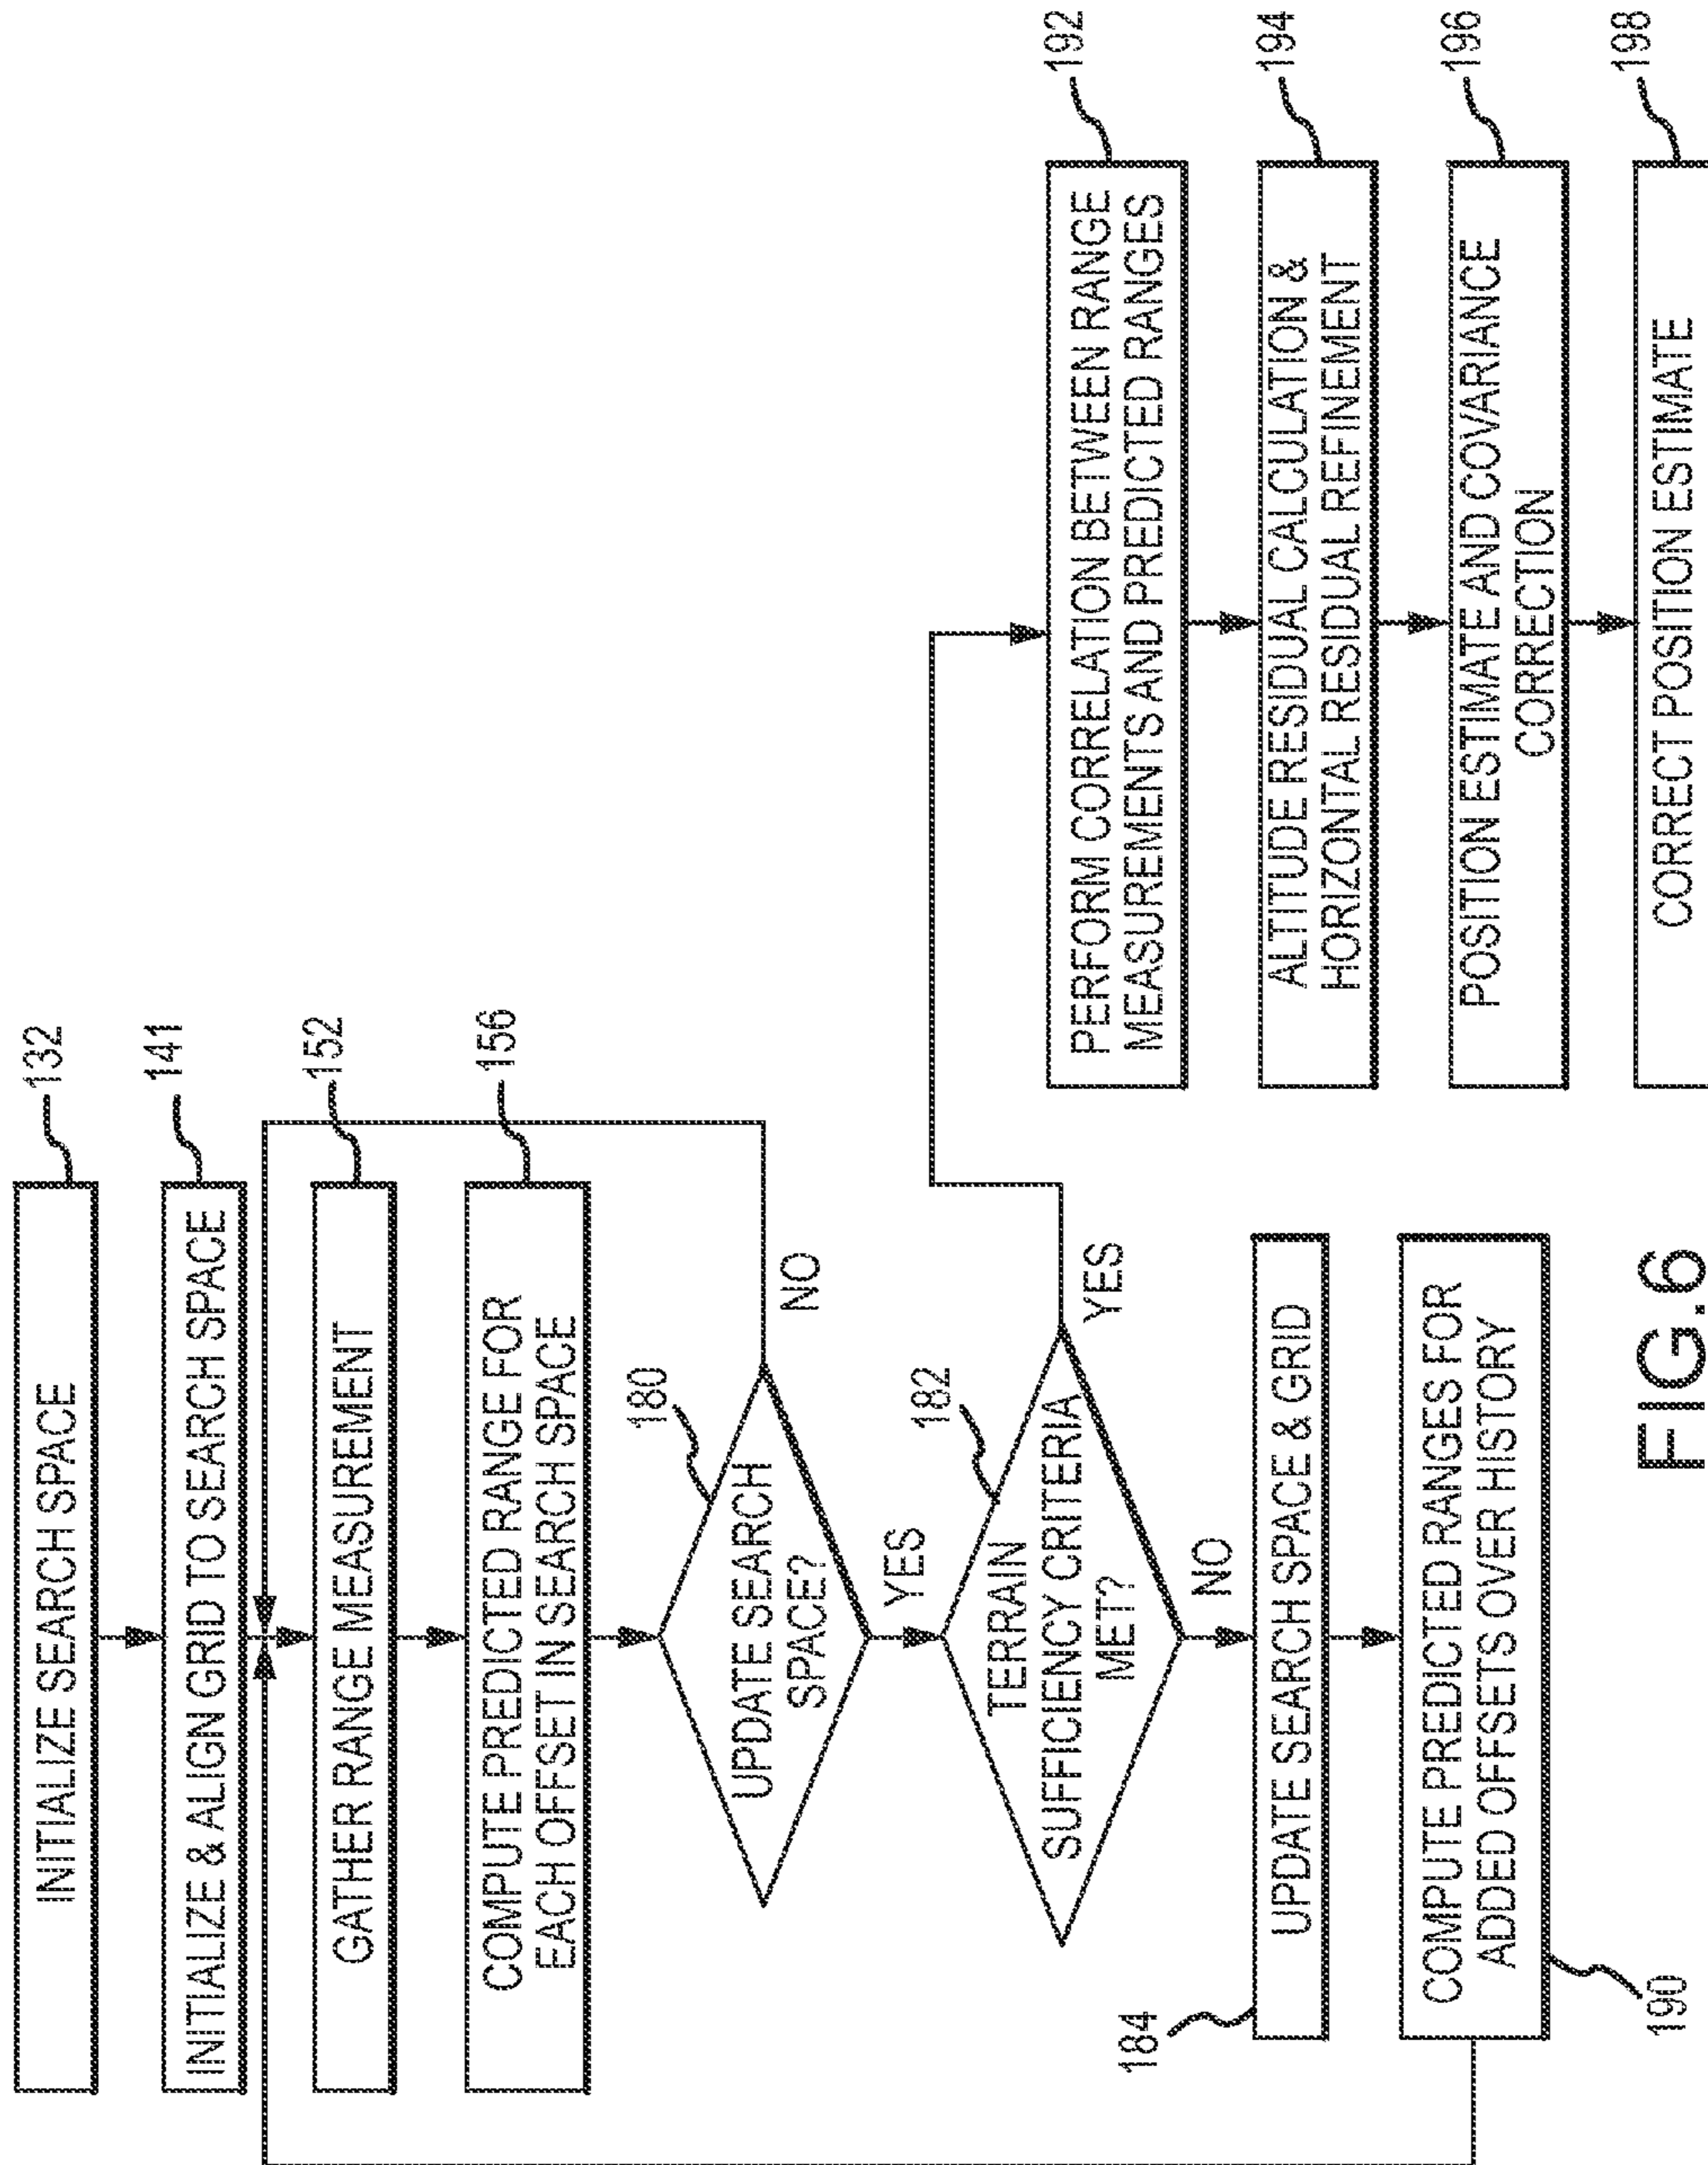 INITIALIZE SEARCH SPACE
132
INITIALIZE & ALIGN GRID TO SEARCH SPACE
141
GATHER RANGE MEASUREMENT
152
COMPUTE PREDICTED RANGE FOR
EACH OFFSET IN SEARCH SPACE
156
UPDATE SEARCH
SPACE?
180
NO
YES
TERRAIN
SUFFICIENCY CRITERIA
MET?
182
YES
NO
UPDATE SEARCH SPACE & GRID
184
COMPUTE PREDICTED RANGES FOR
ADDED OFFSETS OVER HISTORY
190
PERFORM CORRELATION BETWEEN RANGE
MEASUREMENTS AND PREDICTED RANGES
192
ALTITUDE RESIDUAL CALCULATION &
HORIZONTAL RESIDUAL REFINEMENT
194
POSITION ESTIMATE AND COVARIANCE
CORRECTION
196
CORRECT POSITION ESTIMATE
198
FIG.6